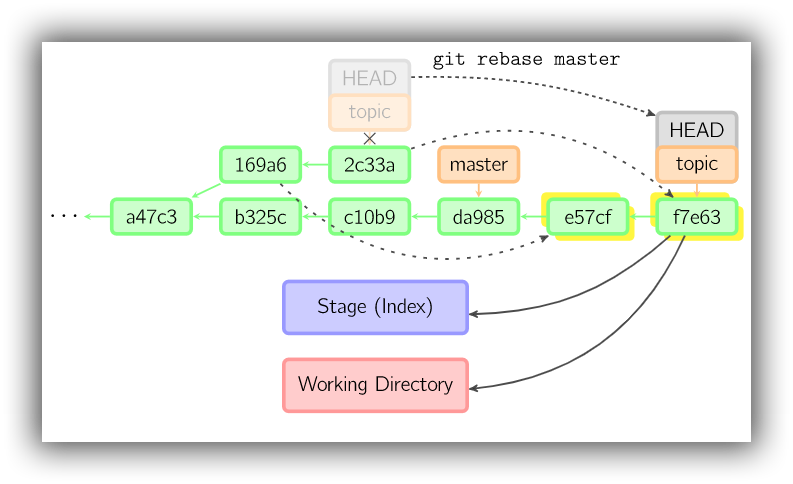 git rebase master
HEAD
topic
HEAD
topic
169a6 2c33a master
... a47c3 b325c c10b9 da985 e57cf f7e63
Stage (Index)
Working Directory